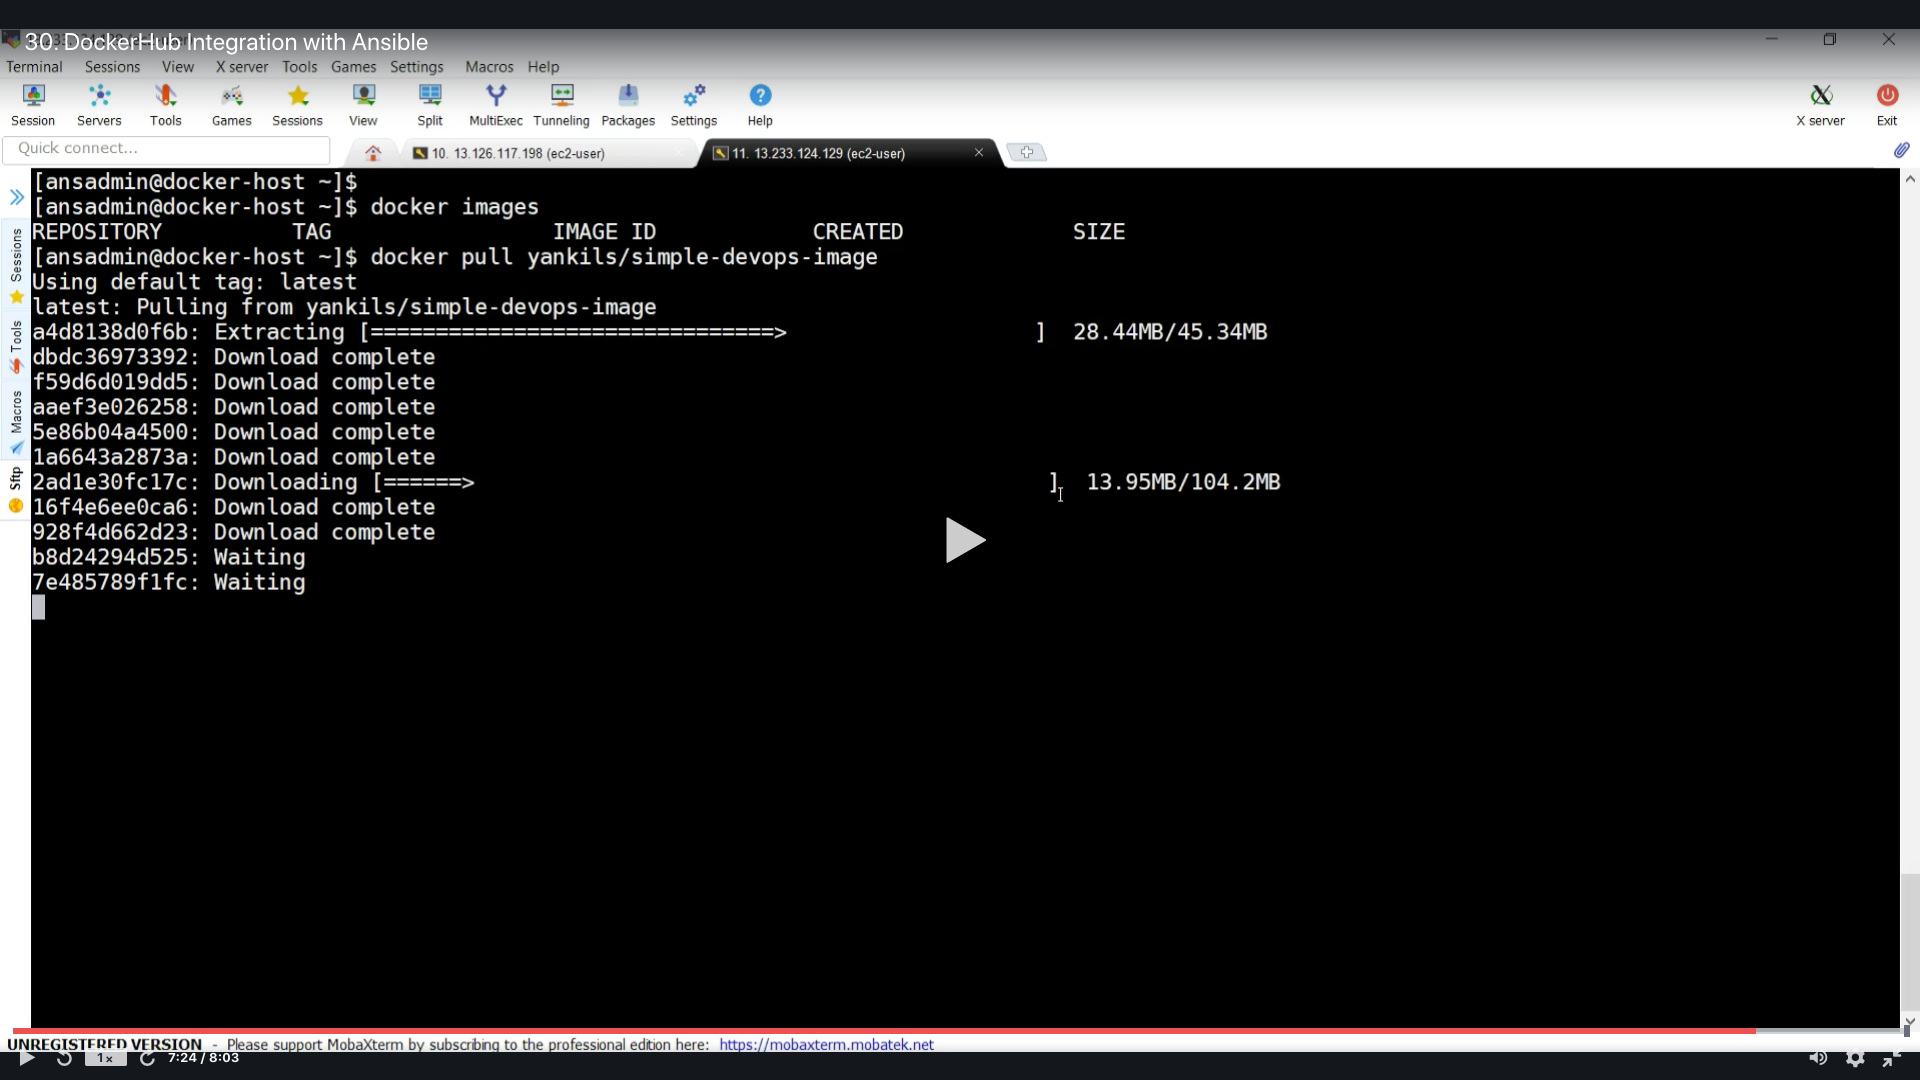 30. DockerHub Integration with Ansible
Terminal Sessions View X server Tools Games Settings Macros Help
Session Servers Tools Games Sessions View Split MultiExec Tunneling Packages Settings Help X server Exit
Quick connect...
10. 13.126.117.198 (ec2-user)
11. 13.233.124.129 (ec2-user)
Sessions
Tools
Macros
Sftp
[ansadmin@docker-host ~]$
[ansadmin@docker-host ~]$ docker images
REPOSITORY TAG IMAGE ID CREATED SIZE
[ansadmin@docker-host ~]$ docker pull yankils/simple-devops-image
Using default tag: latest
latest: Pulling from yankils/simple-devops-image
a4d8138d0f6b: Extracting [===============================> ] 28.44MB/45.34MB
dbdc36973392: Download complete
f59d6d019dd5: Download complete
aaef3e026258: Download complete
5e86b04a4500: Download complete
1a6643a2873a: Download complete
2ad1e30fc17c: Downloading [======> ] 13.95MB/104.2MB
16f4e6ee0ca6: Download complete
928f4d662d23: Download complete
b8d24294d525: Waiting
7e485789f1fc: Waiting
UNREGISTERED VERSION - Please support MobaXterm by subscribing to the professional edition here: https://mobaxterm.mobatek.net
1x 7:24 / 8:03